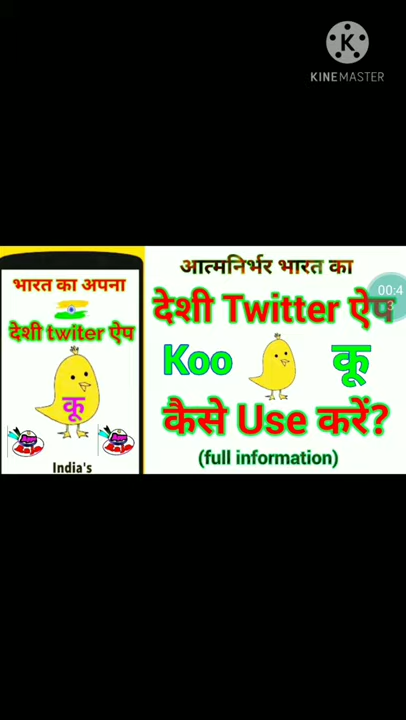 K
KINEMASTER
भारत का अपना
देशी twiter ऐप
कू
India's
आत्मनिर्भर भारत का
देशी Twitter ऐप
00:4
3
Koo
कू
कैसे Use करें?
(full information)